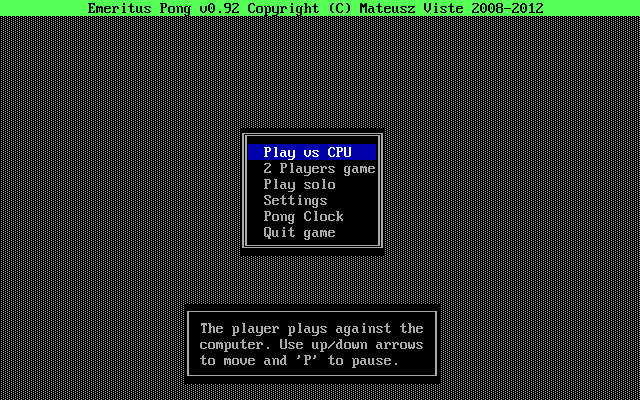 Emeritus Pong v0.92 Copyright (C) Mateusz Viste 2008-2012
Play vs CPU
2 Players game
Play solo
Settings
Pong Clock
Quit game
The player plays against the
computer. Use up/down arrows
to move and 'P' to pause.